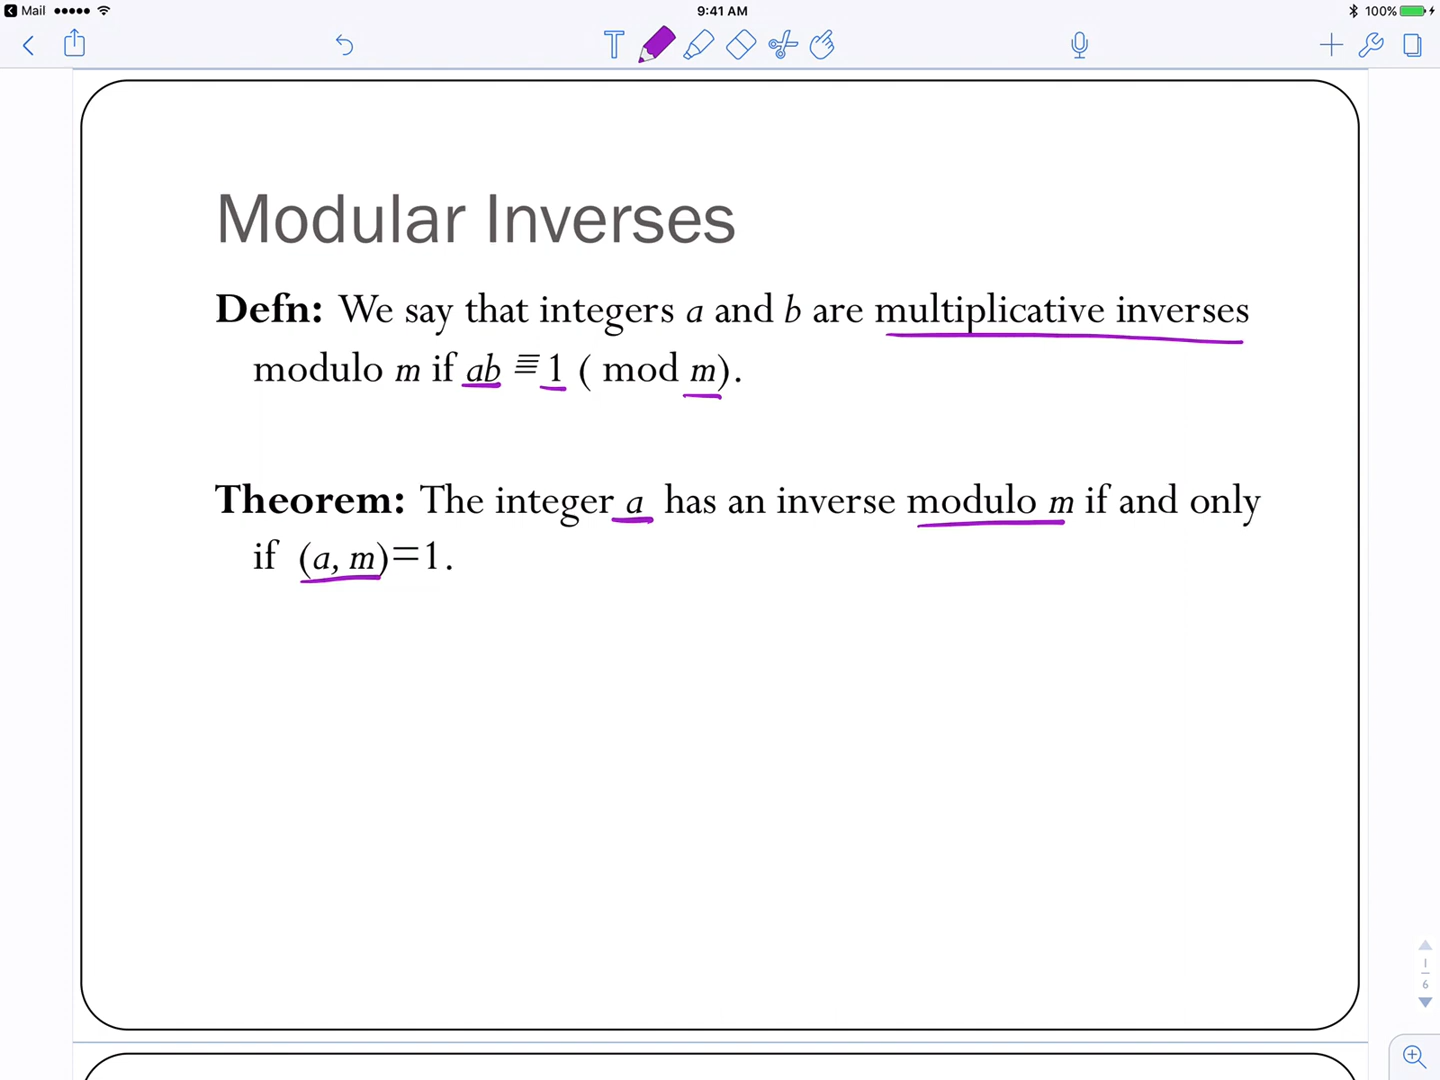 Mail
9:41 AM
100%
T
Modular Inverses
Defn: We say that integers a and b are multiplicative inverses
modulo m if ab ≡ 1 ( mod m).
Theorem: The integer a has an inverse modulo m if and only
if (a, m)=1.
1
6